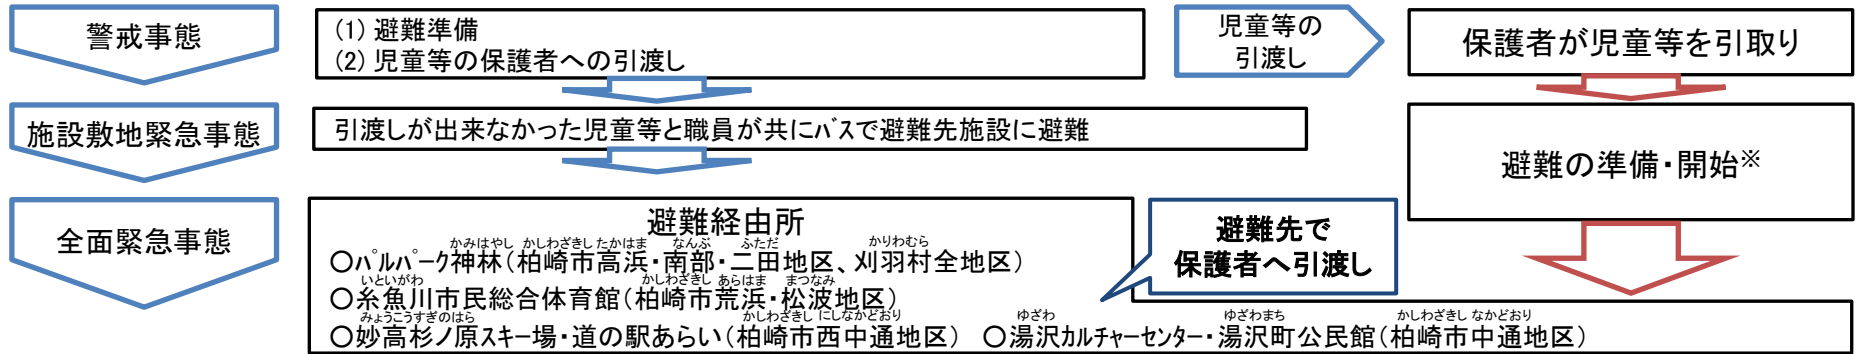 警戒事態
(1) 避難準備
(2) 児童等の保護者への引渡し
児童等の
引渡し
保護者が児童等を引取り
施設敷地緊急事態
引渡しが出来なかった児童等と職員が共にﾊﾞｽで避難先施設に避難
避難の準備・開始※
全面緊急事態
避難経由所
かみはやし かしわざきし たかはま なんぶ ふただ かりわむら
○ﾊﾟﾙﾊﾟｰｸ神林（柏崎市高浜・南部・二田地区、刈羽村全地区）
いといがわ かしわざきし あらはま まつなみ
○糸魚川市民総合体育館（柏崎市荒浜・松波地区）
みょうこうすぎのはら かしわざきし にしなかどおり ゆざわ ゆざわまち かしわざきし なかどおり
○妙高杉ノ原ｽｷｰ場・道の駅あらい（柏崎市西中通地区） ○湯沢ｶﾙﾁｬｰｾﾝﾀｰ・湯沢町公民館（柏崎市中通地区）
避難先で
保護者へ引渡し